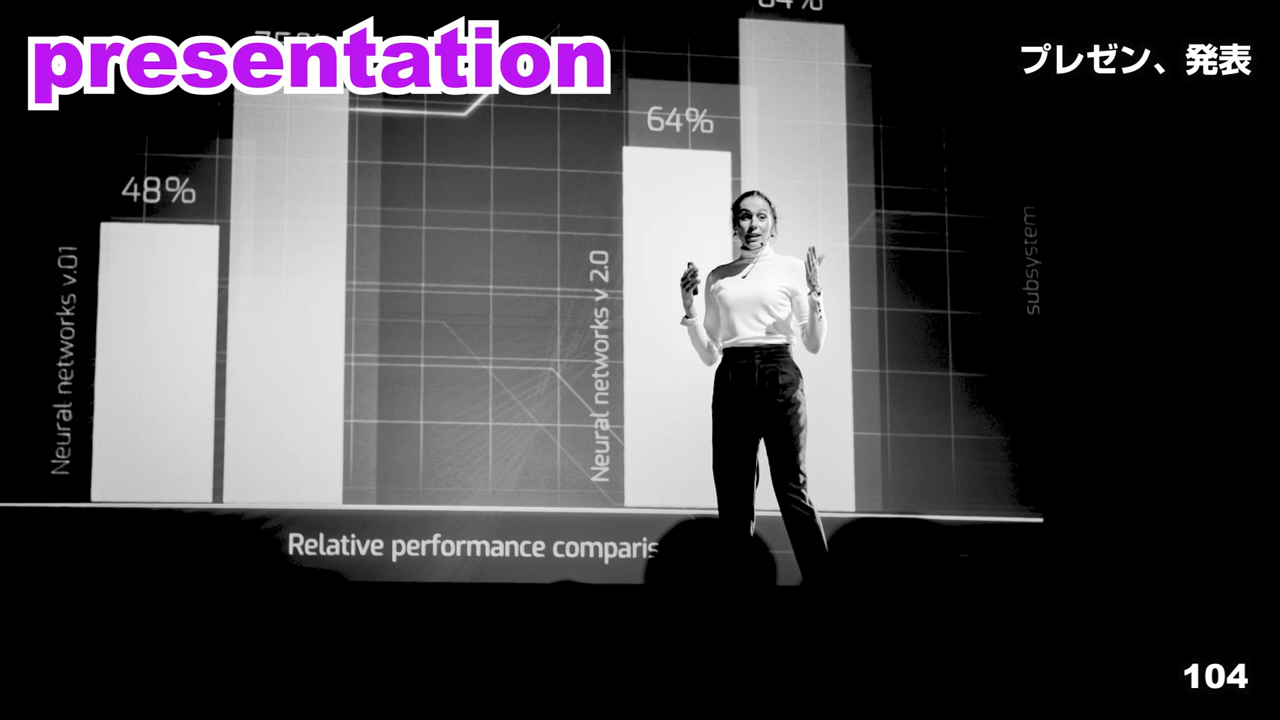 presentation
プレゼン、発表
48%
64%
Neural networks v.01
Neural networks v 2.0
subsystem
Relative performance
104